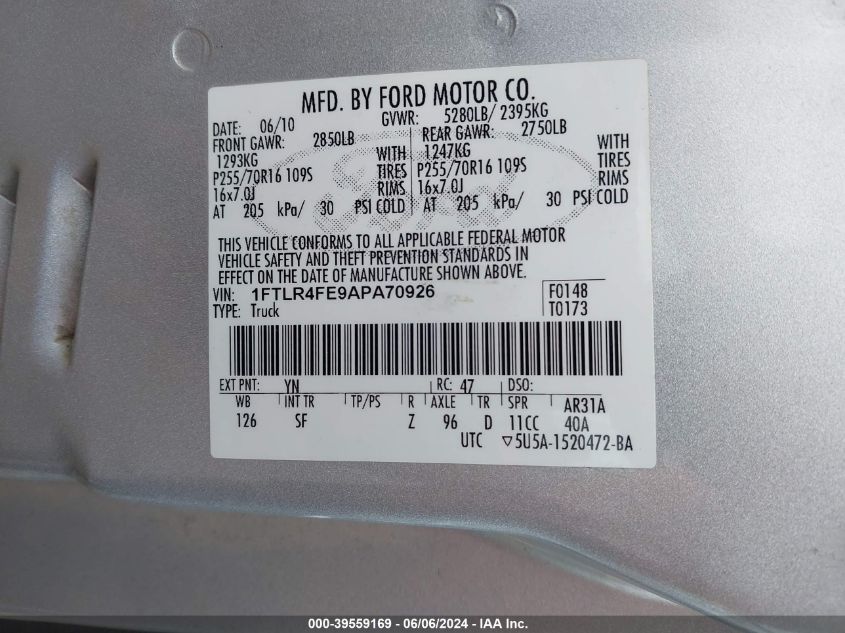 MFD. BY FORD MOTOR CO.
DATE: 06/10 GVWR: 5280LB/ 2395KG
FRONT GAWR: 2850LB REAR GAWR: 2750LB
1293KG WITH 1247KG WITH
P255/70R16 109S TIRES P255/70R16 109S TIRES
16x7.0J RIMS 16x7.0J RIMS
AT 205 kPa/ 30 PSI COLD AT 205 kPa/ 30 PSI COLD
THIS VEHICLE CONFORMS TO ALL APPLICABLE FEDERAL MOTOR
VEHICLE SAFETY AND THEFT PREVENTION STANDARDS IN
EFFECT ON THE DATE OF MANUFACTURE SHOWN ABOVE.
VIN: 1FTLR4FE9APA70926 F0148
TYPE: Truck T0173
EXT PNT: YN RC: 47 DSO:
WB INT TR TP/PS R AXLE TR SPR AR31A
126 SF Z 96 D 11CC 40A
UTC ▽5U5A-1520472-BA
000-39559169 - 06/06/2024 - IAA Inc.